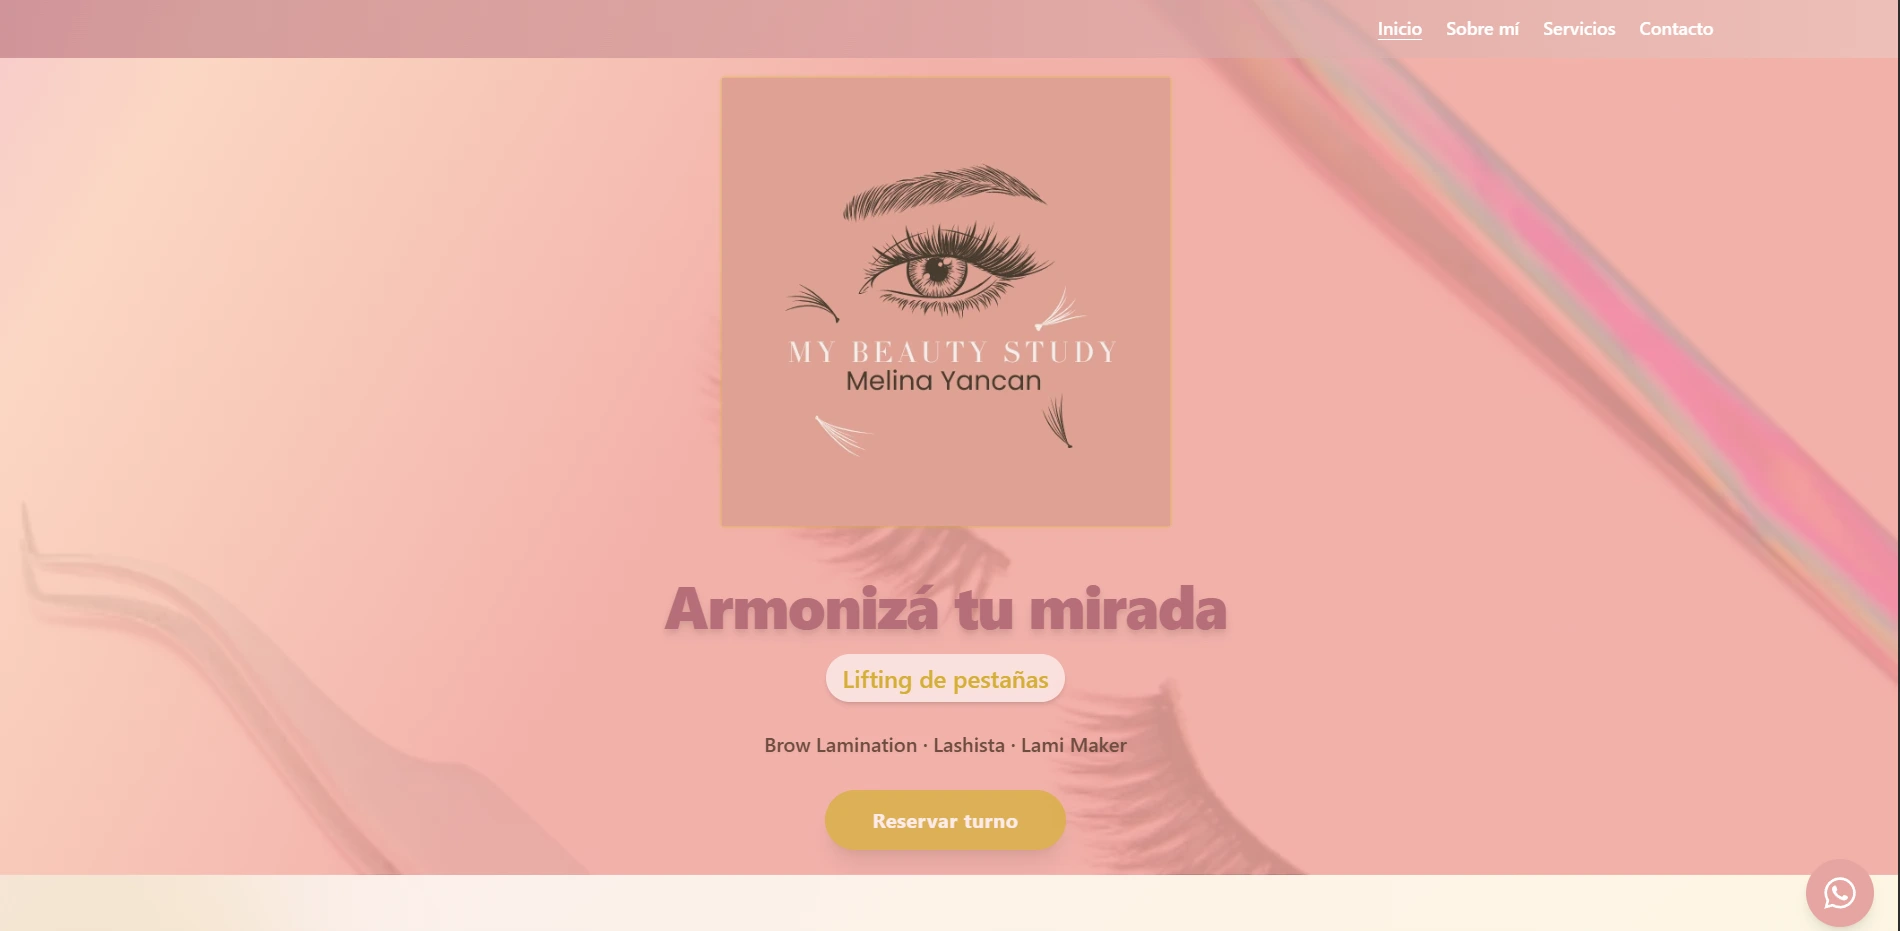 Inicio Sobre mí Servicios Contacto
MY BEAUTY STUDY
Melina Yancan
Armonizá tu mirada
Lifting de pestañas
Brow Lamination · Lashista · Lami Maker
Reservar turno